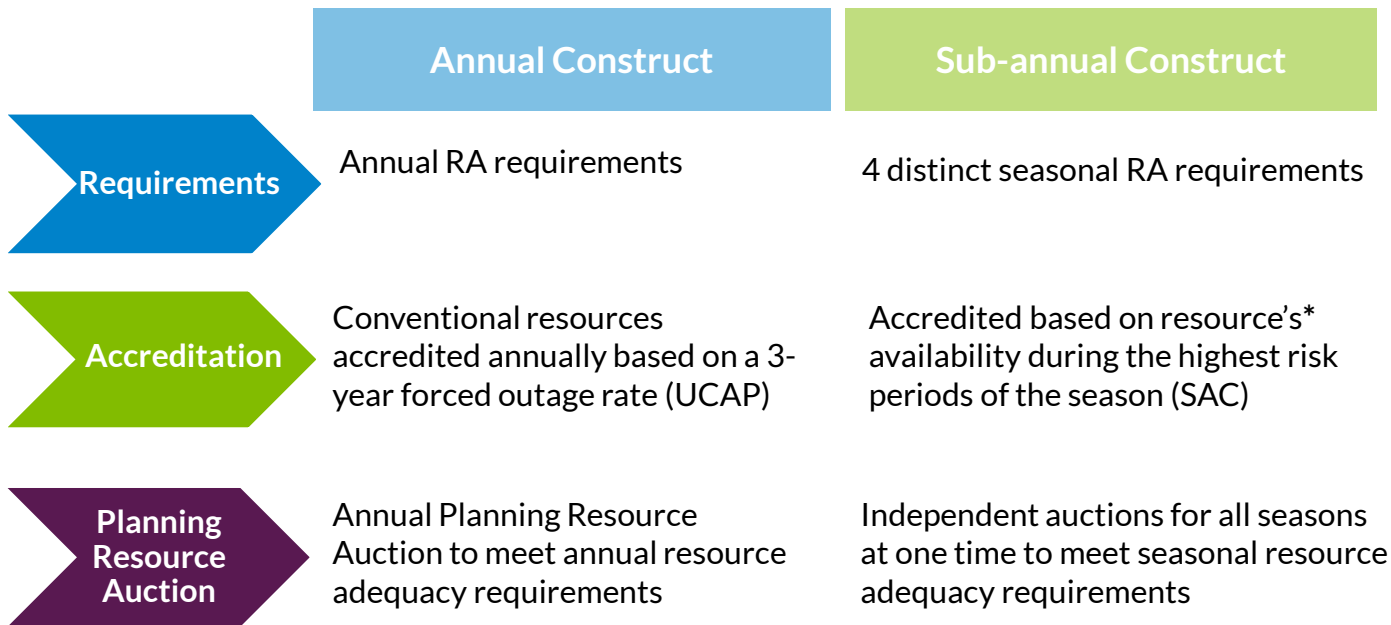 Annual Construct
Sub-annual Construct
Requirements
Annual RA requirements
4 distinct seasonal RA requirements
Accreditation
Conventional resources
accredited annually based on a 3-
year forced outage rate (UCAP)
Accredited based on resource’s*
availability during the highest risk
periods of the season (SAC)
Planning
Resource
Auction
Annual Planning Resource
Auction to meet annual resource
adequacy requirements
Independent auctions for all seasons
at one time to meet seasonal resource
adequacy requirements